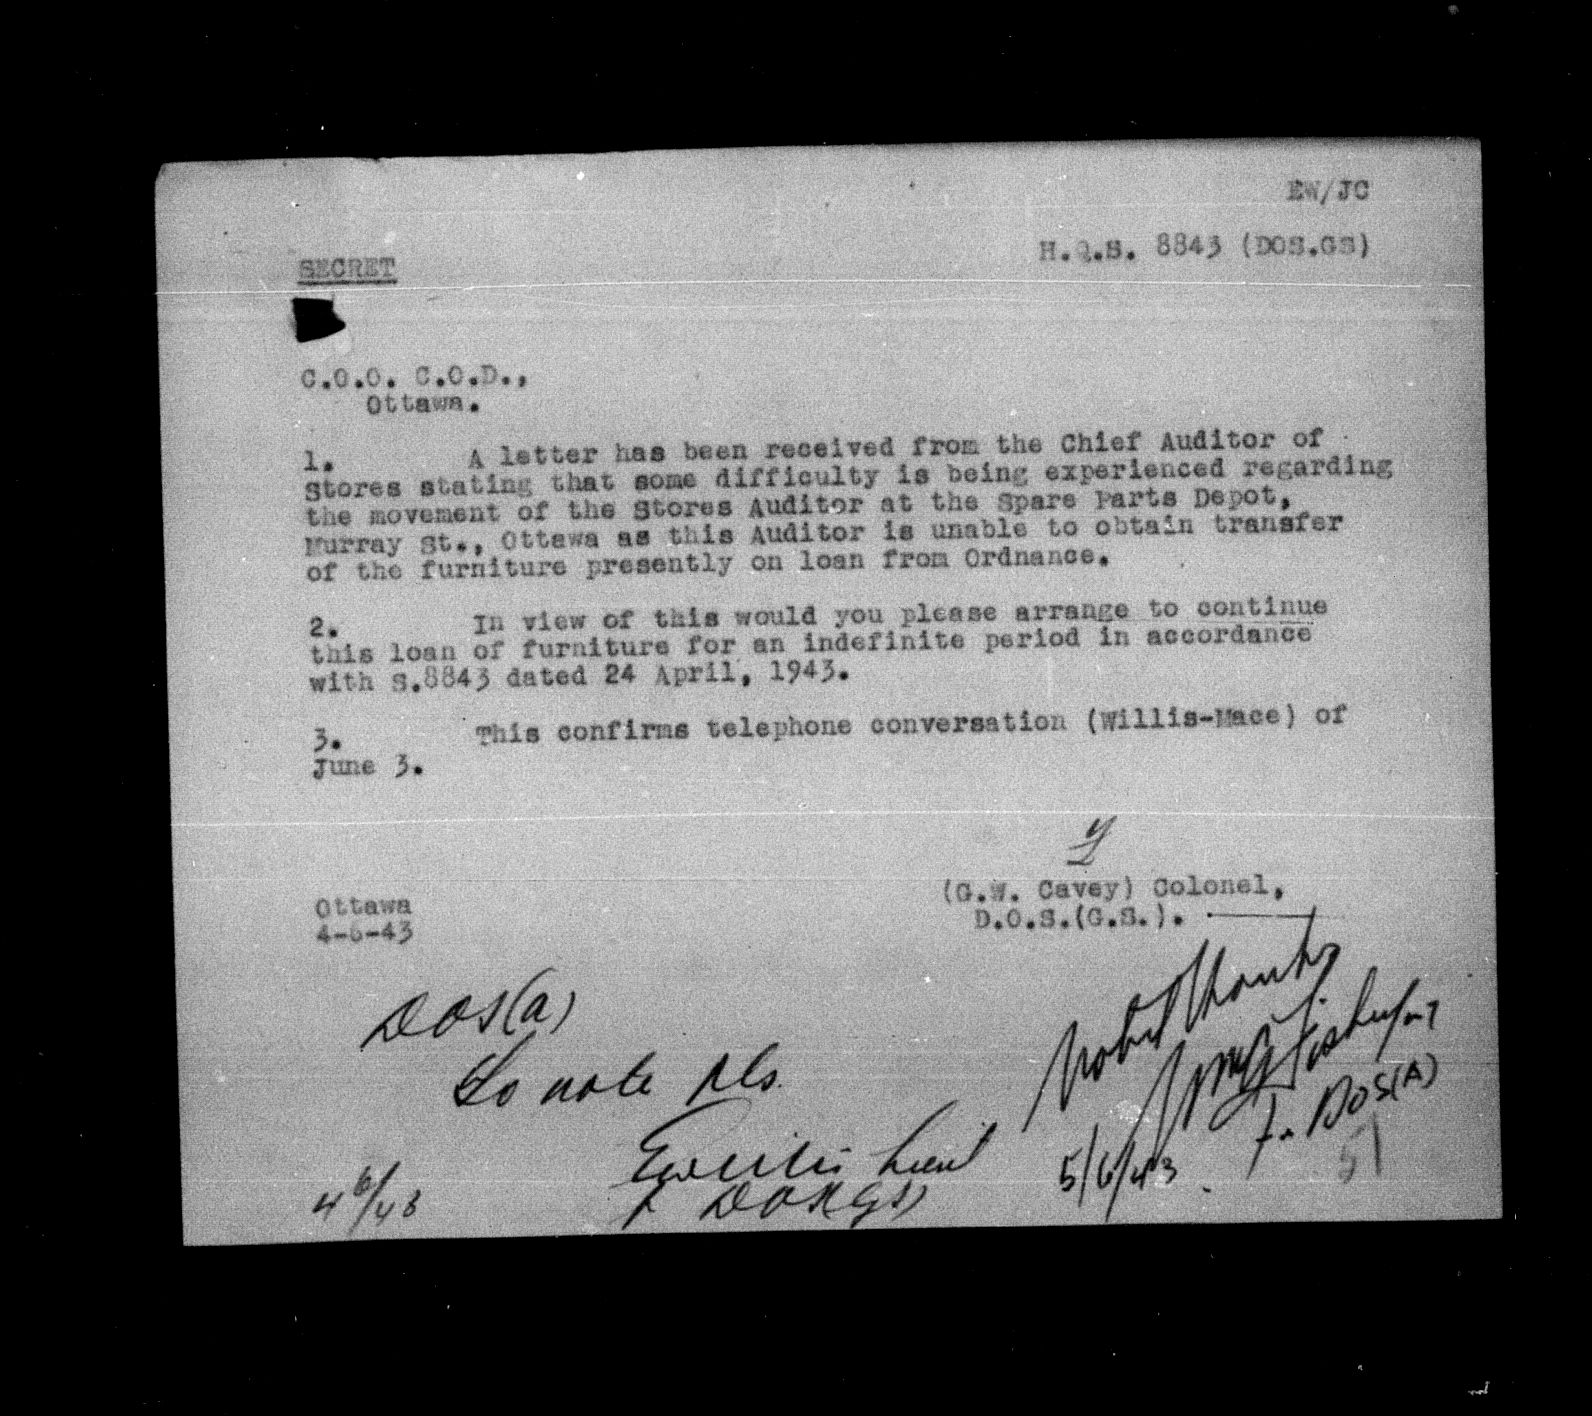 EW/JC
H.Q.S. 8843 (DOS.GS)
SECRET
C.O.O. C.O.D.,
Ottawa.
1. A letter has been received from the Chief Auditor of
Stores stating that some difficulty is being experienced regarding
the movement of the Stores Auditor at the Spare Parts Depot,
Murray St., Ottawa as this Auditor is unable to obtain transfer
of the furniture presently on loan from Ordnance.
2. In view of this would you please arrange to continue
this loan of furniture for an indefinite period in accordance
with S.8843 dated 24 April, 1943.
3. This confirms telephone conversation (Willis-Mace) of
June 3.
(G.W. Cavey) Colonel,
D.O.S.(G.S.).
Ottawa
4-6-43
DOS(A)
To note pls.
Noted thanks
f. DOS(A)
5/6/43
Lieut
f DOS(GS)
4/6/43